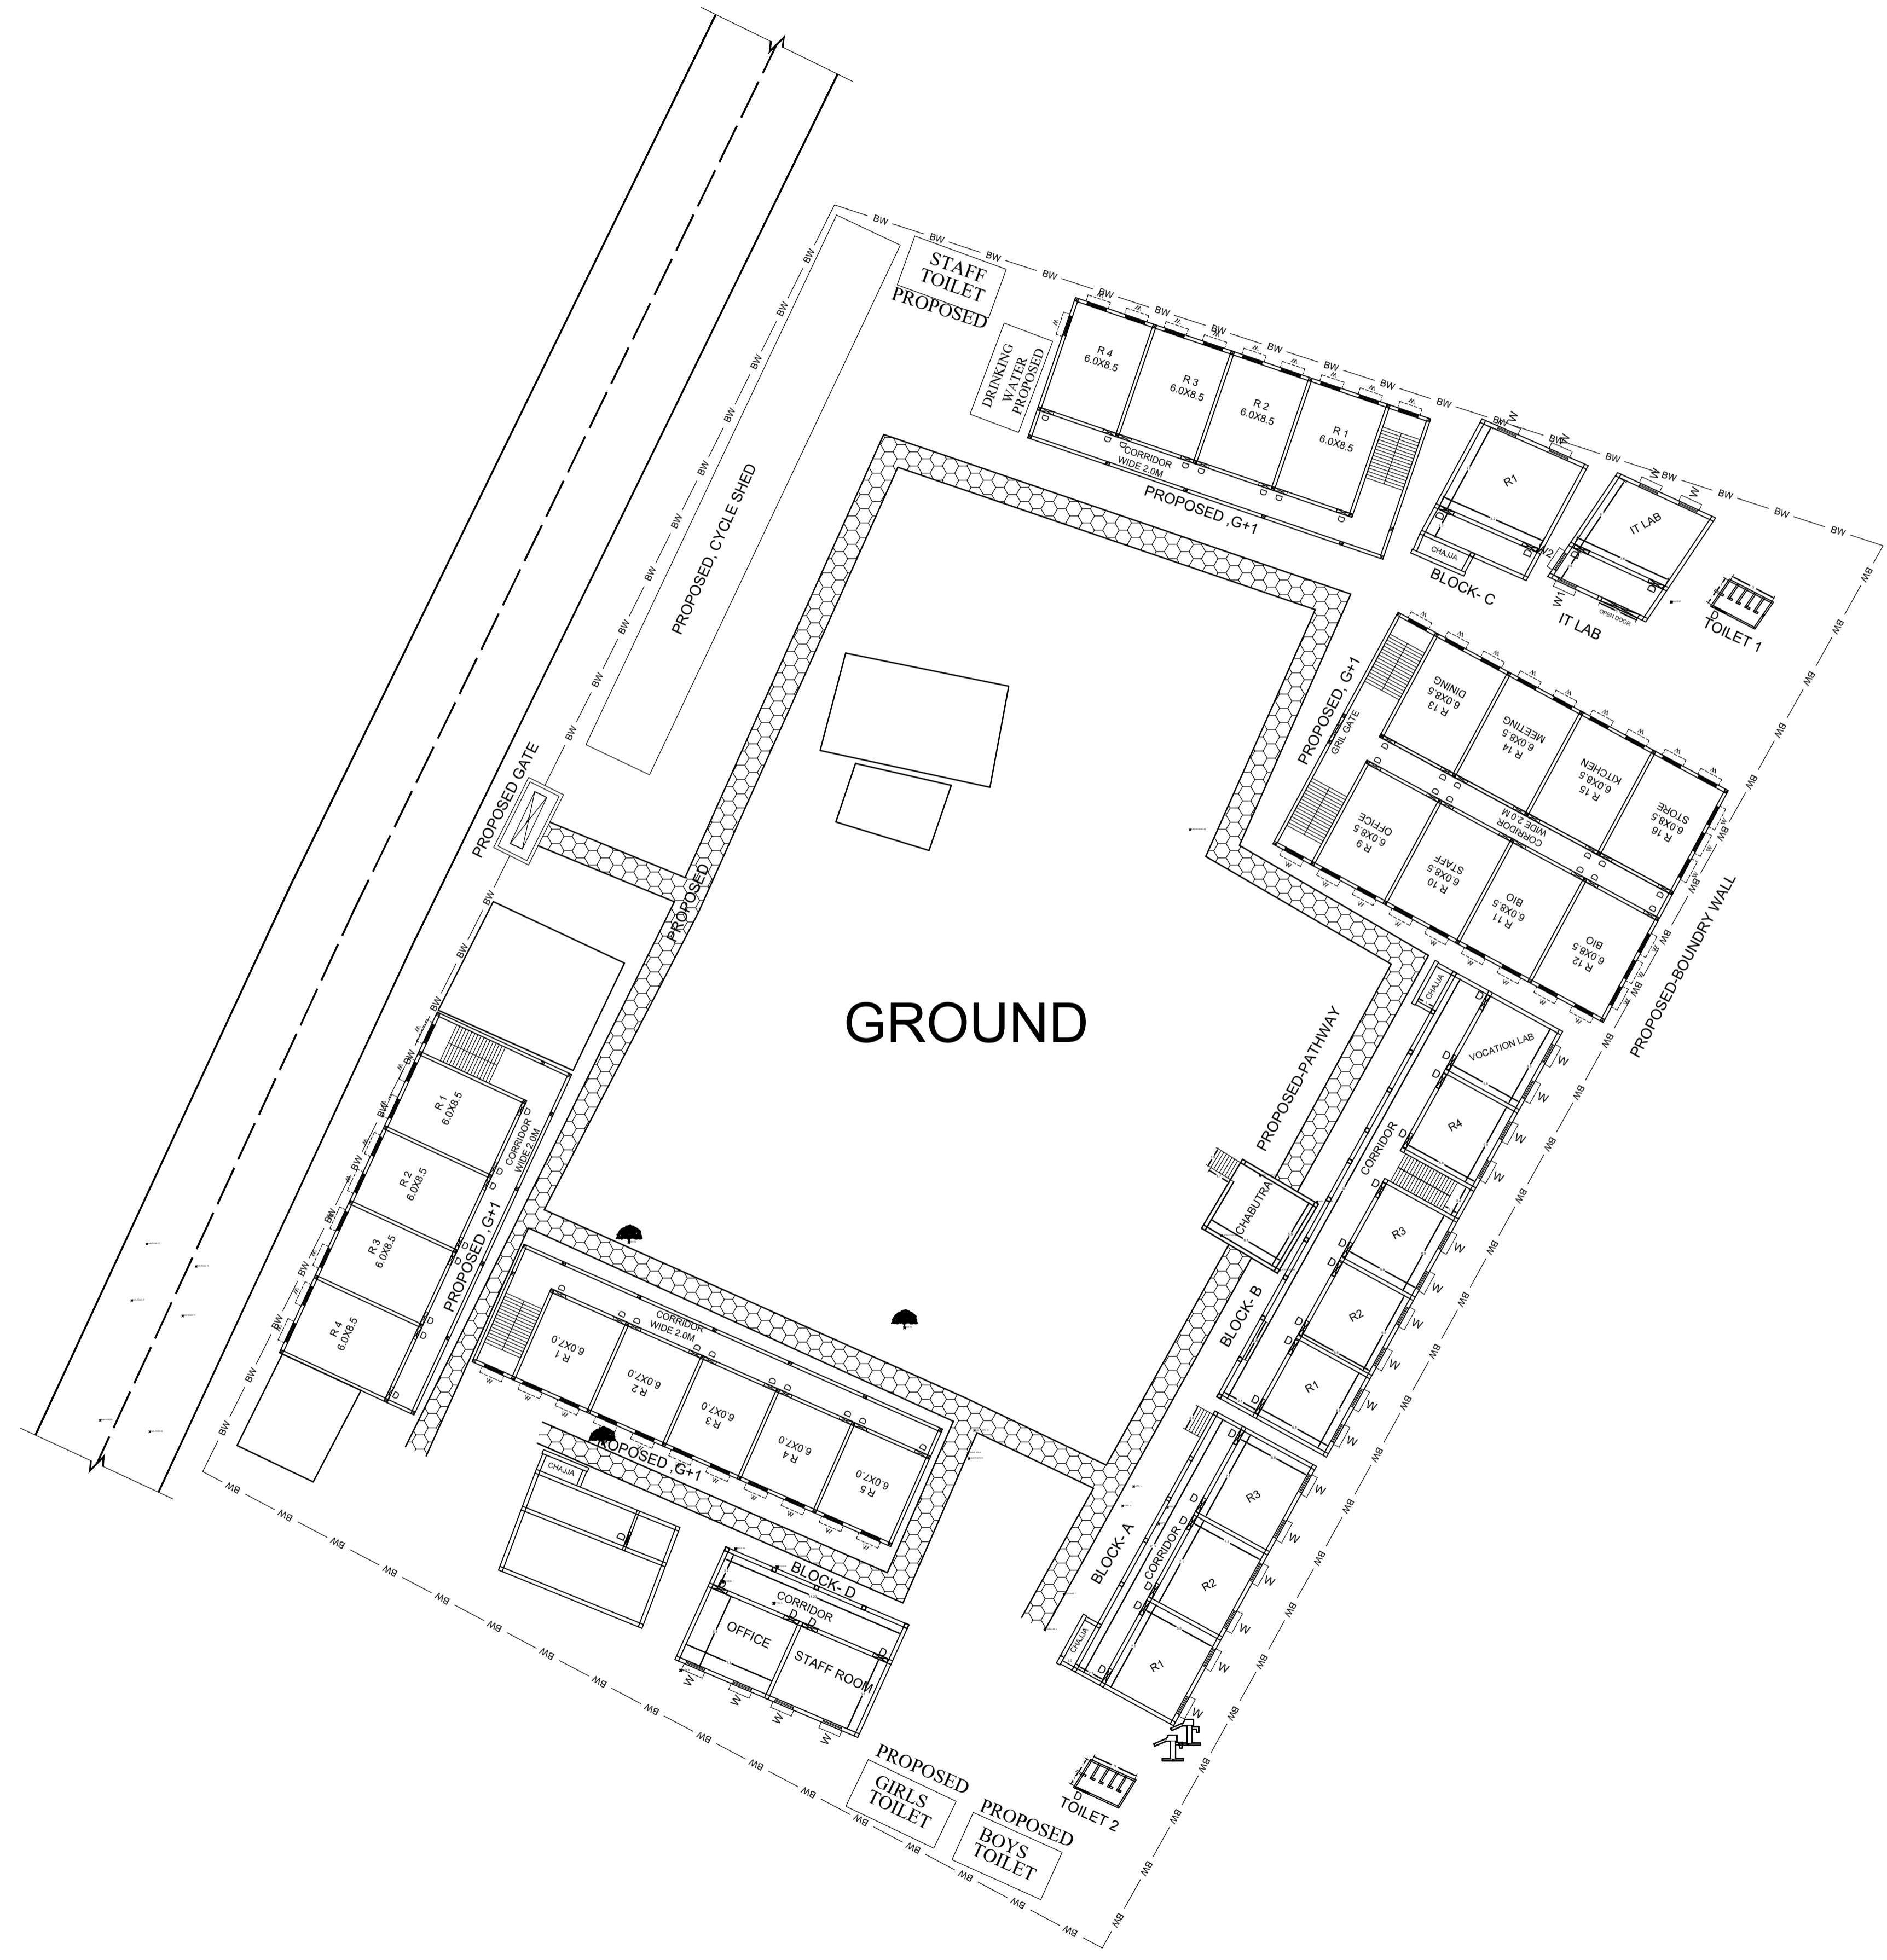 STAFF
TOILET
PROPOSED
DRINKING
WATER
PROPOSED
R 4
6.0X8.5
R 3
6.0X8.5
R 2
6.0X8.5
R 1
6.0X8.5
CORRIDOR
WIDE 2.0M
PROPOSED ,G+1
R1
CHAJJA
BLOCK- C
IT LAB
W2
W1
OPEN DOOR
IT LAB
D
TOILET 1
PROPOSED, CYCLE SHED
PROPOSED GATE
PROPOSED
PROPOSED, G+1
GRIL GATE
R 13
6.0X8.5
DINING
R 14
6.0X8.5
MEETING
R 15
6.0X8.5
KITCHEN
R 16
6.0X8.5
STORE
CORRIDOR
WIDE 2.0 M
R 9
6.0X8.5
OFFICE
R 10
6.0X8.5
STAFF
R 11
6.0X8.5
BIO
R 12
6.0X8.5
BIO
PROPOSED-BOUNDRY WALL
GROUND
PROPOSED-PATHWAY
CHAJJA
VOCATION LAB
R4
CORRIDOR
R3
R2
R1
CHABUTRA
BLOCK- B
R 1
6.0X8.5
R 2
6.0X8.5
R 3
6.0X8.5
R 4
6.0X8.5
CORRIDOR
WIDE 2.0M
PROPOSED ,G+1
CORRIDOR
WIDE 2.0M
R 1
6.0X7.0
R 2
6.0X7.0
R 3
6.0X7.0
R 4
6.0X7.0
R 5
6.0X7.0
PROPOSED ,G+1
CHAJJA
D
BLOCK- D
CORRIDOR
OFFICE
STAFF ROOM
D
W
W
W
W
BLOCK- A
CORRIDOR
R3
R2
R1
CHAJJA
D
TOILET 2
PROPOSED
GIRLS
TOILET
PROPOSED
BOYS
TOILET
BW